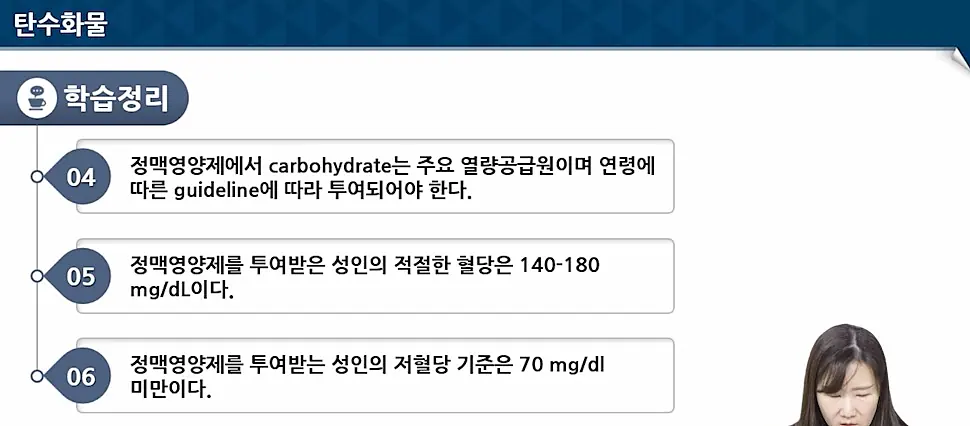 탄수화물
학습정리
04
정맥영양제에서 carbohydrate는 주요 열량공급원이며 연령에
따른 guideline에 따라 투여되어야 한다.
05
정맥영양제를 투여받은 성인의 적절한 혈당은 140-180
mg/dL이다.
06
정맥영양제를 투여받는 성인의 저혈당 기준은 70 mg/dl
미만이다.